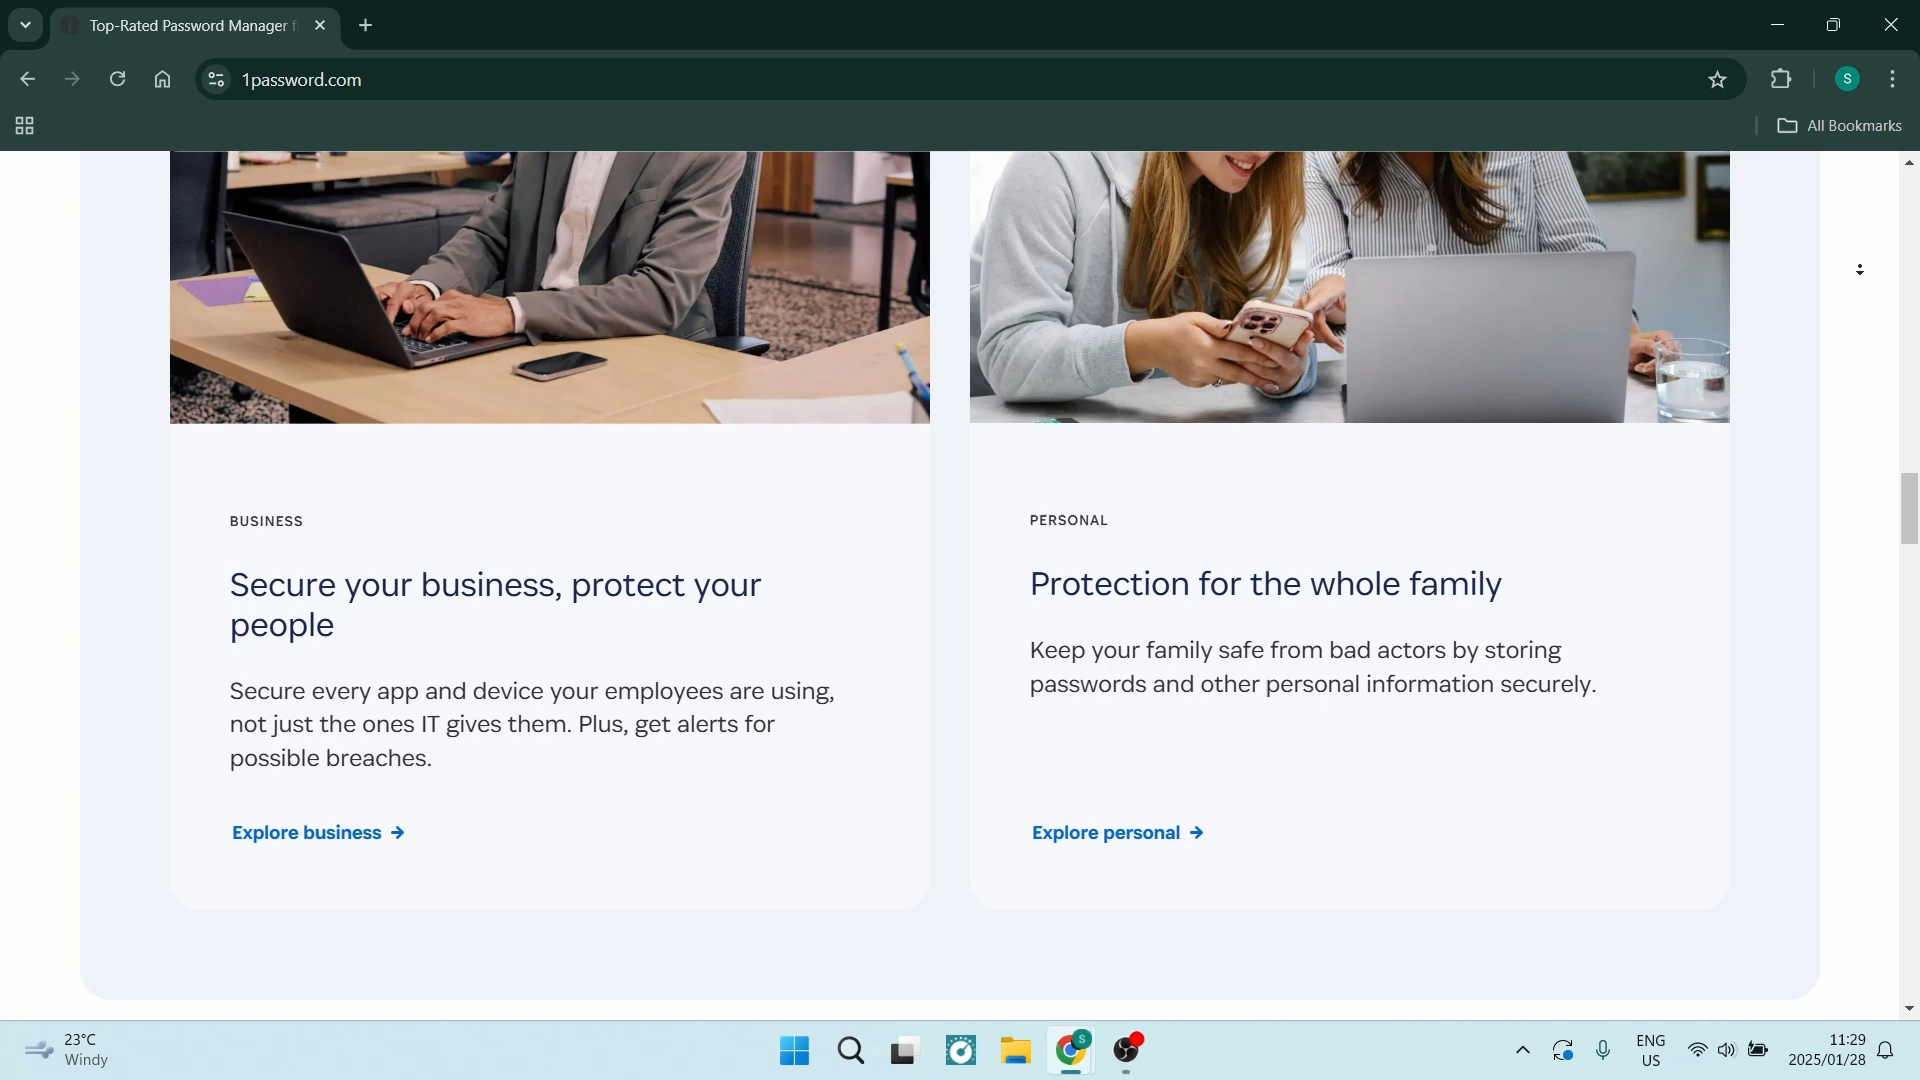 Top-Rated Password Manager f
1password.com
S
All Bookmarks
BUSINESS
Secure your business, protect your
people
Secure every app and device your employees are using,
not just the ones IT gives them. Plus, get alerts for
possible breaches.
Explore business →
PERSONAL
Protection for the whole family
Keep your family safe from bad actors by storing
passwords and other personal information securely.
Explore personal →
23°C
Windy
S
ENG
US
11:29
2025/01/28